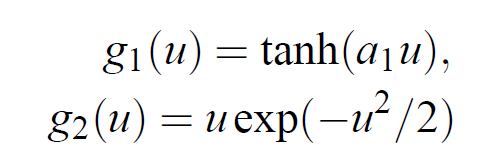 g₁(u) = tanh(a₁u),
g₂(u) = u exp(−u²/2)